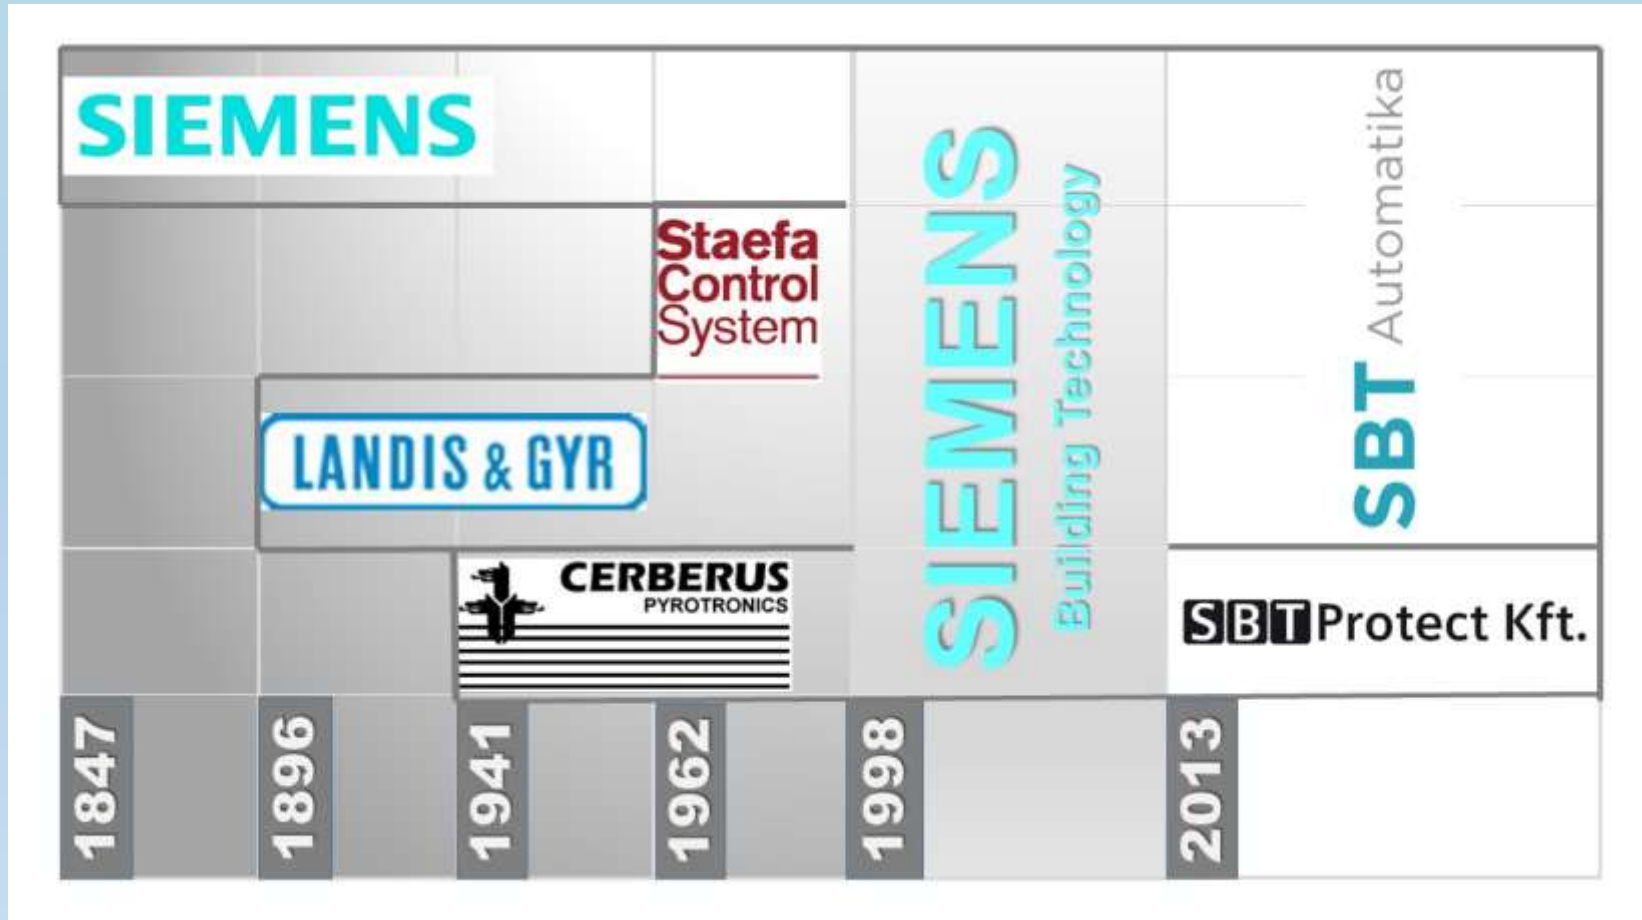 SIEMENS
Staefa
Control
System
LANDIS & GYR
CERBERUS
PYROTRONICS
SIEMENS
Building Technology
SBT Automatika
SBT Protect Kft.
1847
1896
1941
1962
1998
2013